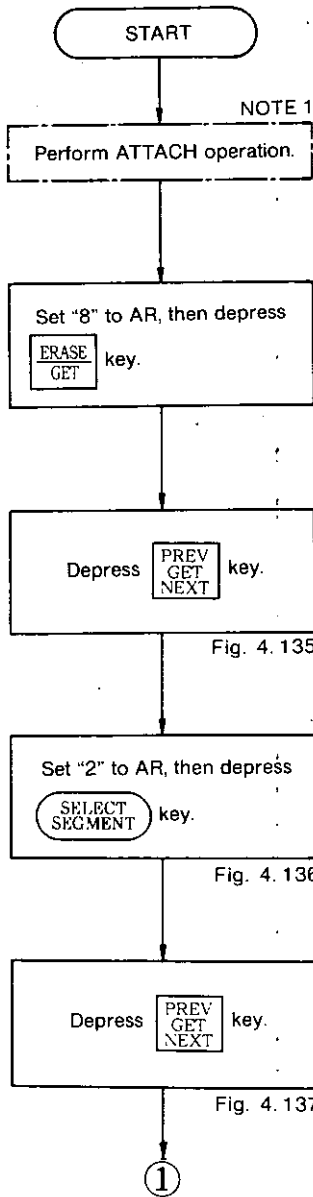 START
NOTE 1
Perform ATTACH operation.
Set "8" to AR, then depress
ERASE
GET
key.
PREV
Depress GET key.
NEXT
Fig. 4.135
Set "2" to AR, then depress
SELECT
SEGMENT
key.
Fig. 4.136
PREV
Depress GET key.
NEXT
Fig. 4.137
①